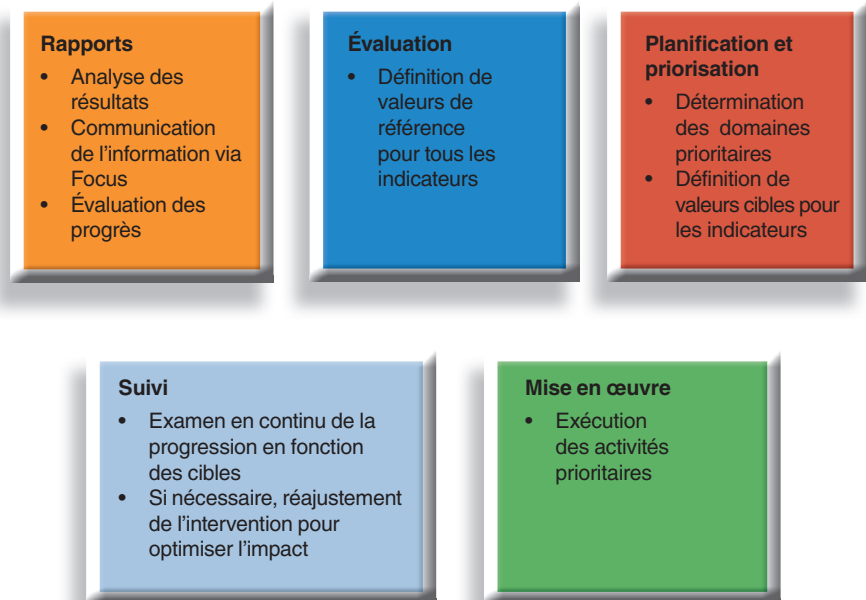 Rapports
• Analyse des
résultats
• Communication
de l’information via
Focus
• Évaluation des
progrès
Évaluation
• Définition de
valeurs de
référence
pour tous les
indicateurs
Planification et
priorisation
• Détermination
des domaines
prioritaires
• Définition de
valeurs cibles pour
les indicateurs
Suivi
• Examen en continu de la
progression en fonction
des cibles
• Si nécessaire, réajustement
de l’intervention pour
optimiser l’impact
Mise en œuvre
• Exécution
des activités
prioritaires